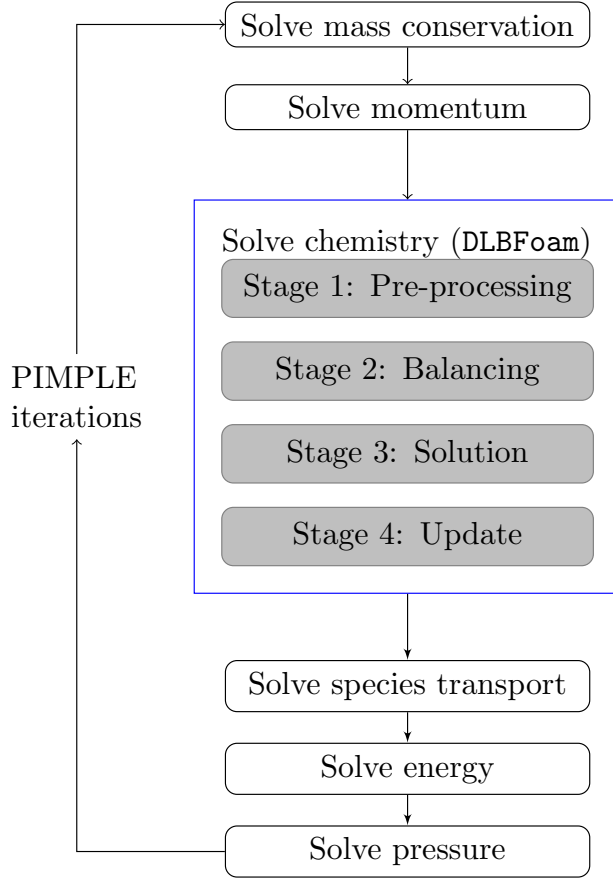 Solve mass conservation
Solve momentum
Solve chemistry (DLBFoam)
Stage 1: Pre-processing
Stage 2: Balancing
PIMPLE
iterations
Stage 3: Solution
Stage 4: Update
Solve species transport
Solve energy
Solve pressure